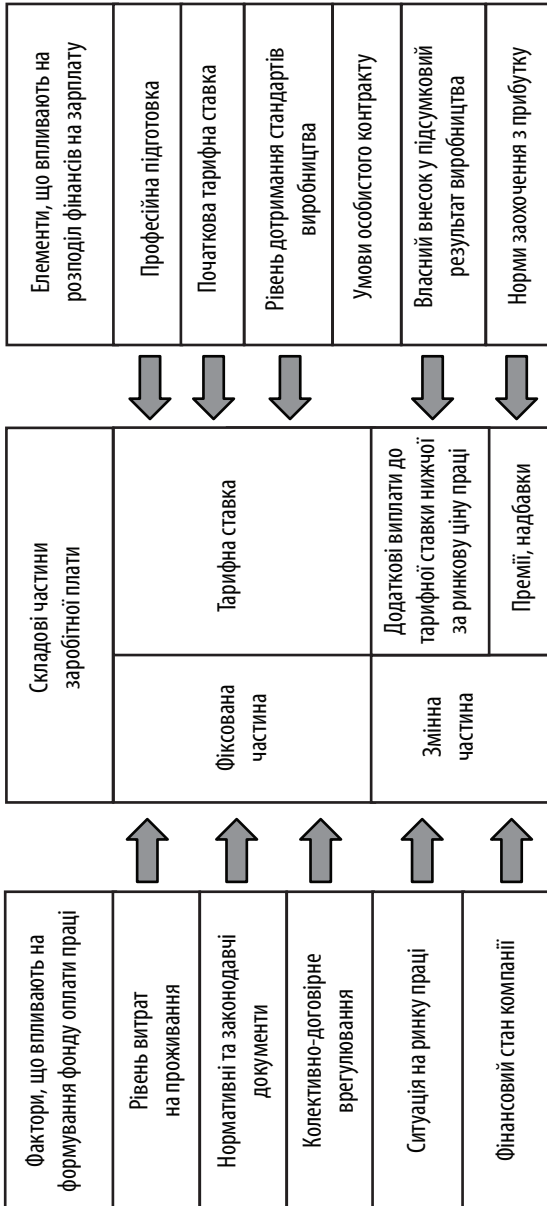 Фактори, що впливають на
формування фонду оплати праці
Рівень витрат
на проживання
Нормативні та законодавчі
документи
Колективно-договірне
врегулювання
Ситуація на ринку праці
Фінансовий стан компанії
Складові частини
заробітної плати
Фіксована
частина
Тарифна ставка
Змінна
частина
Додаткові виплати до
тарифної ставки нижчої
за ринкову ціну праці
Премії, надбавки
Елементи, що впливають на
розподіл фінансів на зарплату
Професійна підготовка
Початкова тарифна ставка
Рівень дотримання стандартів
виробництва
Умови особистого контракту
Власний внесок у підсумковий
результат виробництва
Норми заохочення з прибутку